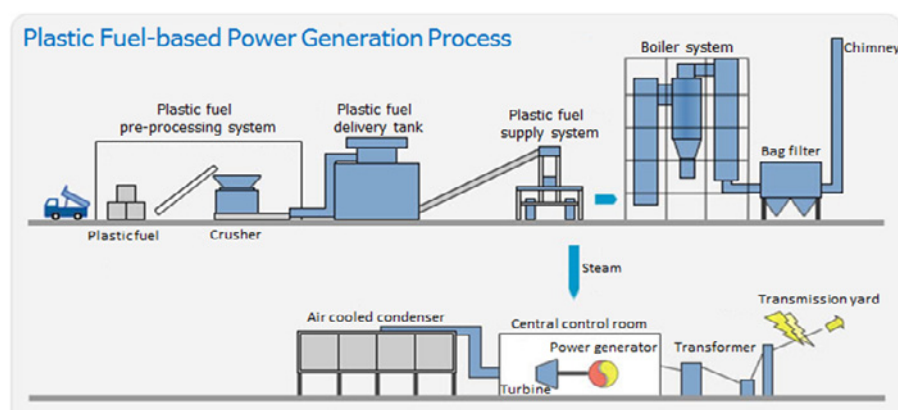 Plastic Fuel-based Power Generation Process
Boiler system
Chimney
Plastic fuel
pre-processing system
Plastic fuel
delivery tank
Plastic fuel
supply system
Bag filter
Plastic fuel
Crusher
Steam
Transmission yard
Air cooled condenser
Central control room
Power generator
Transformer
Turbine